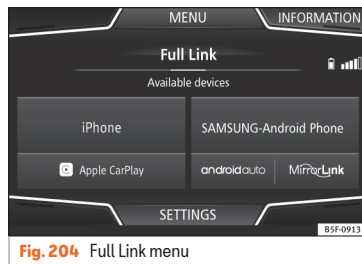 MENU INFORMATION
Full Link
Available devices
iPhone SAMSUNG-Android Phone
Apple CarPlay androidauto MirrorLink
SETTINGS
B5F-0913
Fig. 204 Full Link menu